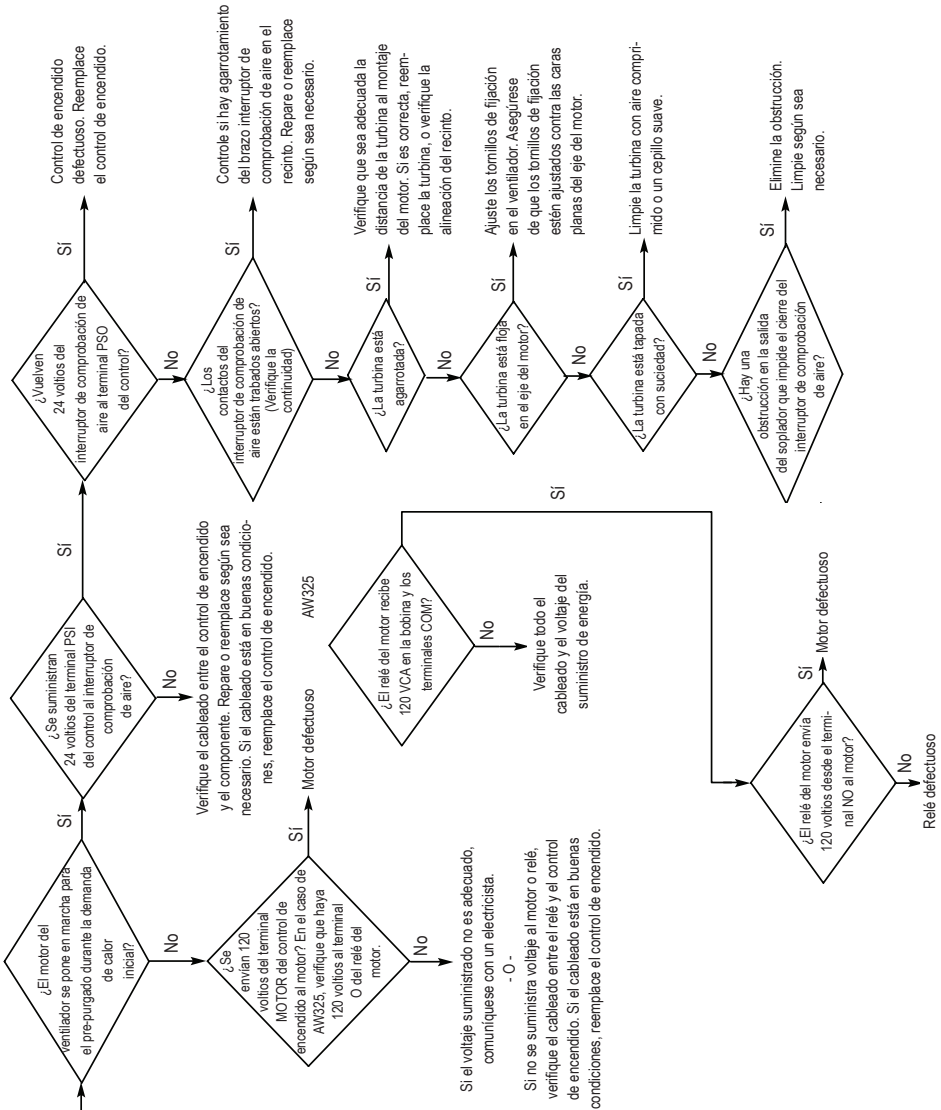 ¿El motor del
ventilador se pone en marcha para
el pre-purgado durante la demanda
de calor
inicial?
Sí
No
¿Se suministran
24 voltios del terminal PSI
del control al interruptor de
comprobación
de aire?
Sí
No
Verifique el cableado entre el control de encendido
y el componente. Repare o reemplace según sea
necesario. Si el cableado está en buenas condicio-
nes, reemplace el control de encendido.
¿Vuelven
24 voltios del
interruptor de comprobación de
aire al terminal PSO
del control?
Sí
No
Control de encendido
defectuoso. Reemplace
el control de encendido.
¿Los
contactos del
interruptor de comprobación de
aire están trabados abiertos?
(Verifique la
continuidad)
Sí
No
Controle si hay agarrotamiento
del brazo interruptor de
comprobación de aire en el
recinto. Repare o reemplace
según sea necesario.
¿La turbina está
agarrotada?
Sí
No
Verifique que sea adecuada la
distancia de la turbina al montaje
del motor. Si es correcta, reem-
place la turbina, o verifique la
alineación del recinto.
¿La turbina está floja
en el eje del motor?
Sí
No
Ajuste los tornillos de fijación
en el ventilador. Asegúrese
de que los tornillos de fijación
estén ajustados contra las caras
planas del eje del motor.
¿La turbina está tapada
con suciedad?
Sí
No
Limpie la turbina con aire compri-
mido o un cepillo suave.
¿Hay una
obstrucción en la salida
del soplador que impide el cierre del
interruptor de comprobación
de aire?
Sí
Elimine la obstrucción.
Limpie según sea
necesario.
¿Se
envían 120
voltios del terminal
MOTOR del control de
encendido al motor? En el caso de
AW325, verifique que haya
120 voltios al terminal
O del relé del
motor.
Sí
Motor defectuoso
No
Si el voltaje suministrado no es adecuado,
comuníquese con un electricista.
- O -
Si no se suministra voltaje al motor o relé,
verifique el cableado entre el relé y el control
de encendido. Si el cableado está en buenas
condiciones, reemplace el control de encendido.
AW325
¿El relé del motor recibe
120 VCA en la bobina y los
terminales COM?
Sí
No
Verifique todo el
cableado y el voltaje del
suministro de energía.
¿El relé del motor envía
120 voltios desde el termi-
nal NO al motor?
Sí
Motor defectuoso
No
Relé defectuoso